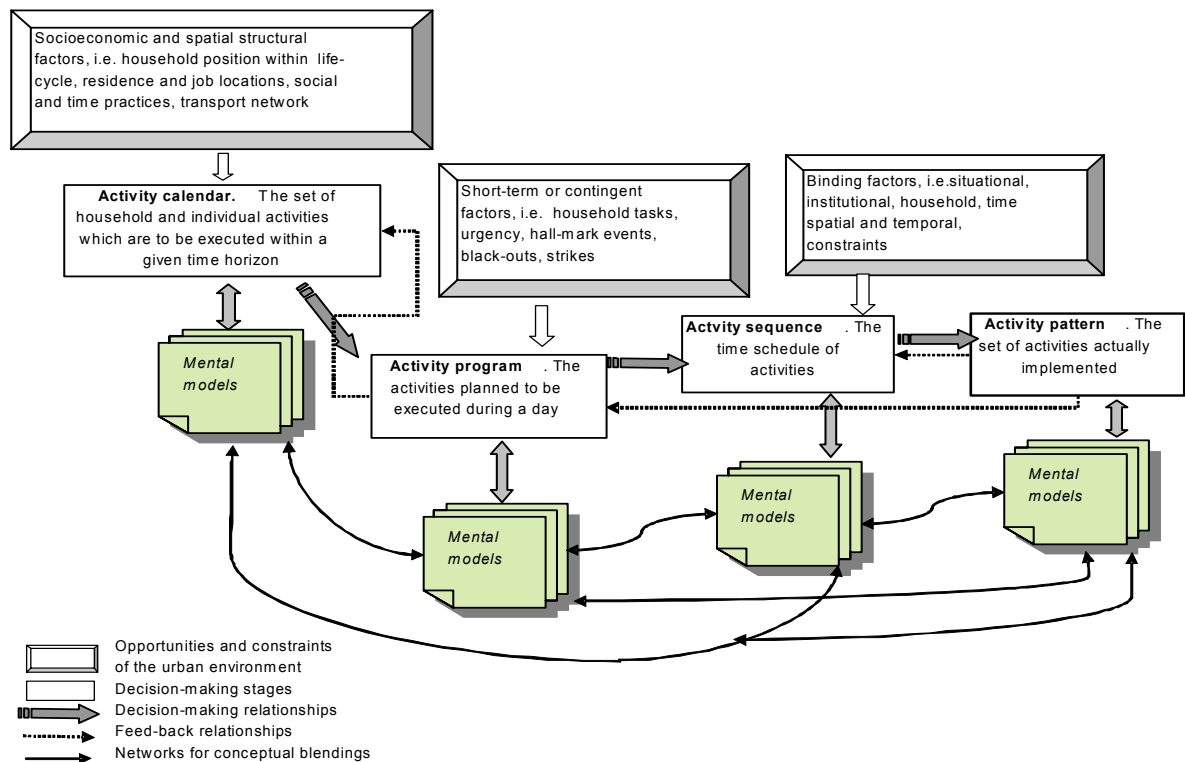 Socioeconomic and spatial structural
factors, i.e. household position within life-
cycle, residence and job locations, social
and time practices, transport network
Activity calendar. The set of
household and individual activities
which are to be executed within a
given time horizon
Short-term or contingent
factors, i.e. household tasks,
urgency, hall-mark events,
black-outs, strikes
Binding factors, i.e.situational,
institutional, household, time
spatial and temporal,
constraints
Mental
models
Activity program . The
activities planned to be
executed during a day
Actvity sequence . The
time schedule of
activities
Activity pattern . The
set of activities actually
implemented
Mental
models
Mental
models
Mental
models
Opportunities and constraints
of the urban environment
Decision-making stages
Decision-making relationships
Feed-back relationships
Networks for conceptual blendings